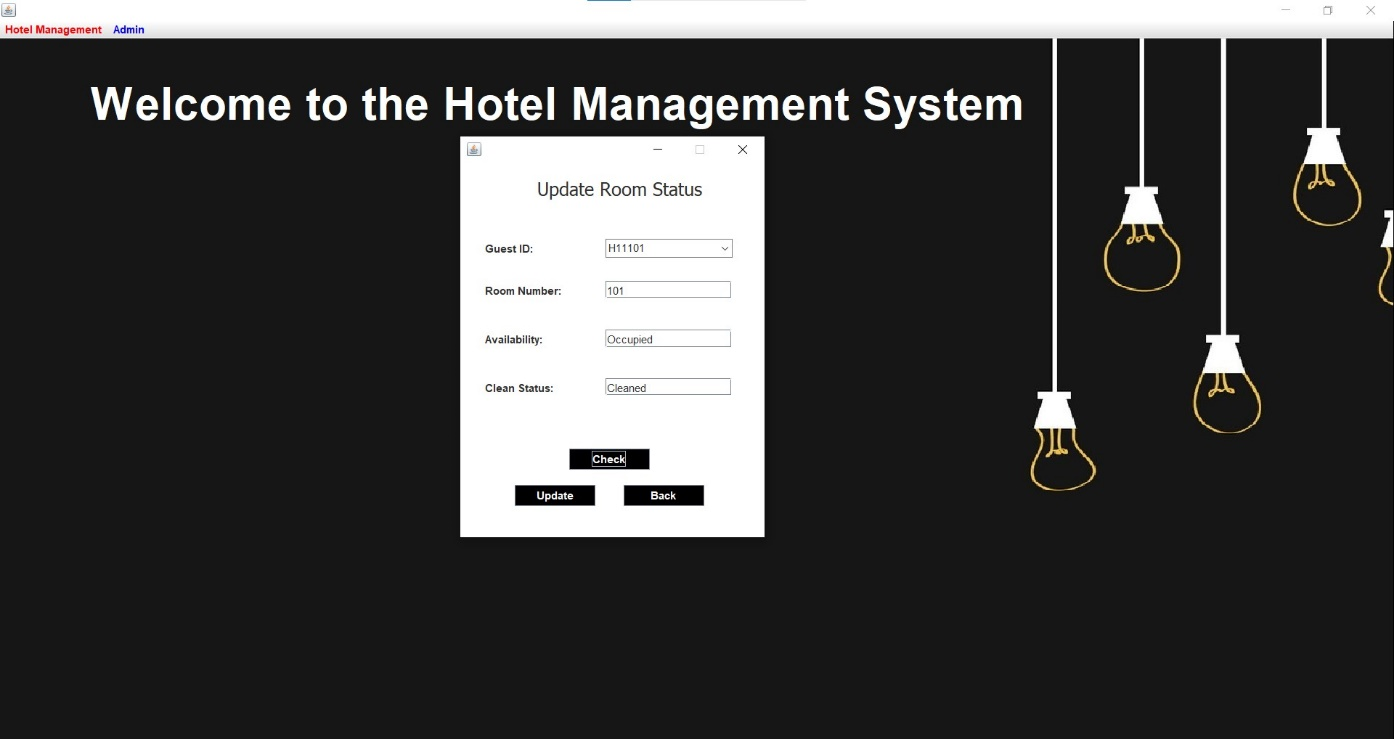 Hotel Management Admin
Welcome to the Hotel Management System
Update Room Status
Guest ID: H11101
Room Number: 101
Availability: Occupied
Clean Status: Cleaned
Check
Update Back